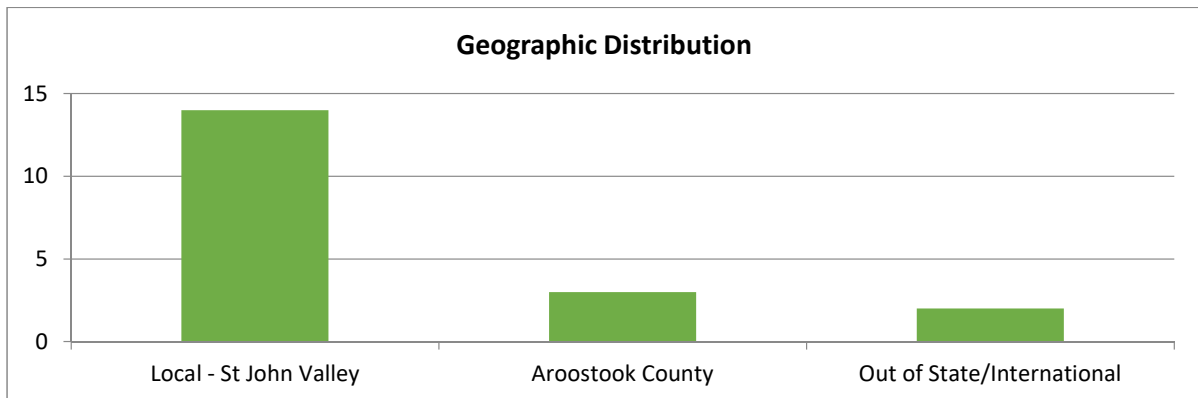 Geographic Distribution
15
10
5
0
Local - St John Valley
Aroostook County
Out of State/International